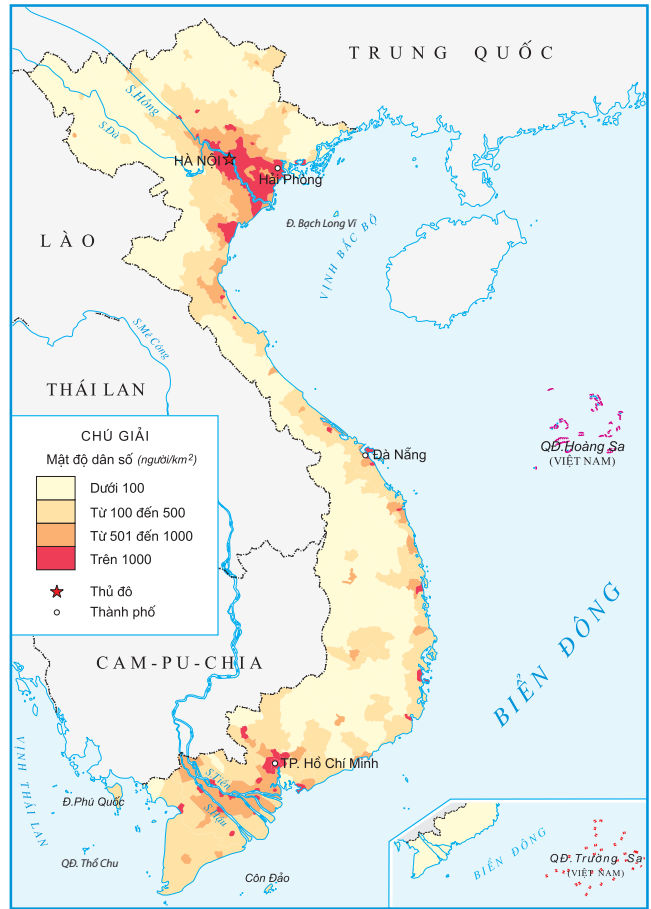 TRUNG QUỐC
S.Hồng
S.Đà
HÀ NỘI
Hải Phòng
Đ. Bạch Long Vĩ
VỊNH BẮC BỘ
LÀO
S.Mê Công
THÁI LAN
CHÚ GIẢI
Mật độ dân số (người/km²)
Dưới 100
Từ 100 đến 500
Từ 501 đến 1000
Trên 1000
Thủ đô
Thành phố
Đà Nẵng
QĐ.Hoàng Sa
(VIỆT NAM)
BIỂN ĐÔNG
CAM-PU-CHIA
VỊNH THÁI LAN
TP. Hồ Chí Minh
S.Tiền
S.Hậu
Đ.Phú Quốc
QĐ. Thổ Chu
Côn Đảo
BIỂN ĐÔNG
QĐ.Trường Sa
(VIỆT NAM)